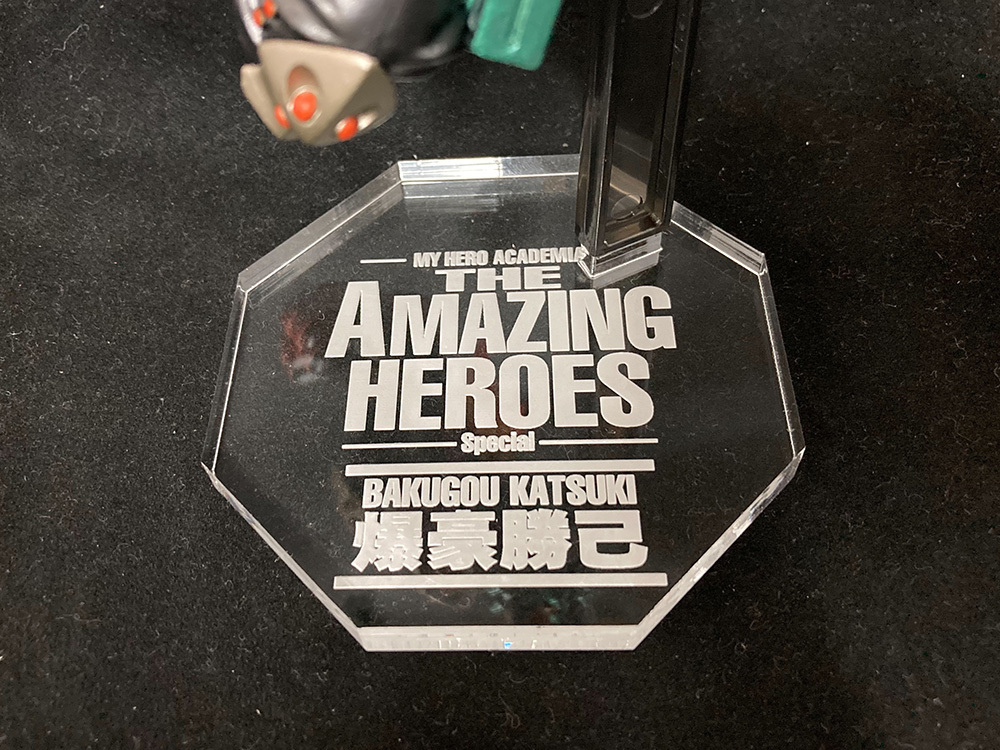 MY HERO ACADEMIA
THE
AMAZING
HEROES
Special
BAKUGOU KATSUKI
爆豪勝己